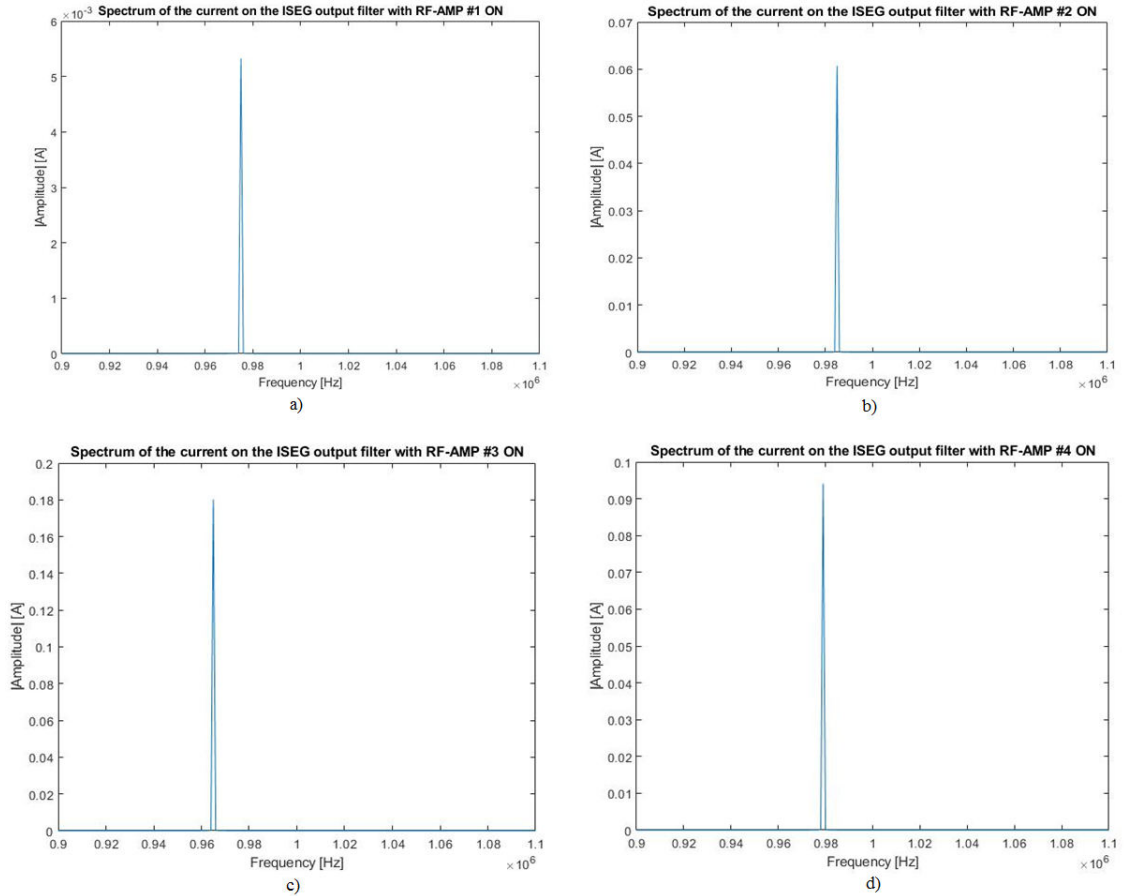 Spectrum of the current on the ISEG output filter with RF-AMP #1 ON
×10-3
6
5
4
3
2
1
0
|Amplitude| [A]
0.9 0.92 0.94 0.96 0.98 1 1.02 1.04 1.06 1.08 1.1
Frequency [Hz]
×10 6
a)
Spectrum of the current on the ISEG output filter with RF-AMP #2 ON
0.07
0.06
0.05
0.04
0.03
0.02
0.01
0
|Amplitude| [A]
0.9 0.92 0.94 0.96 0.98 1 1.02 1.04 1.06 1.08 1.1
Frequency [Hz]
×10 6
b)
Spectrum of the current on the ISEG output filter with RF-AMP #3 ON
0.2
0.18
0.16
0.14
0.12
0.1
0.08
0.06
0.04
0.02
0
|Amplitude| [A]
0.9 0.92 0.94 0.96 0.98 1 1.02 1.04 1.06 1.08 1.1
Frequency [Hz]
×10 6
c)
Spectrum of the current on the ISEG output filter with RF-AMP #4 ON
0.1
0.09
0.08
0.07
0.06
0.05
0.04
0.03
0.02
0.01
0
|Amplitude| [A]
0.9 0.92 0.94 0.96 0.98 1 1.02 1.04 1.06 1.08 1.1
Frequency [Hz]
×10 6
d)